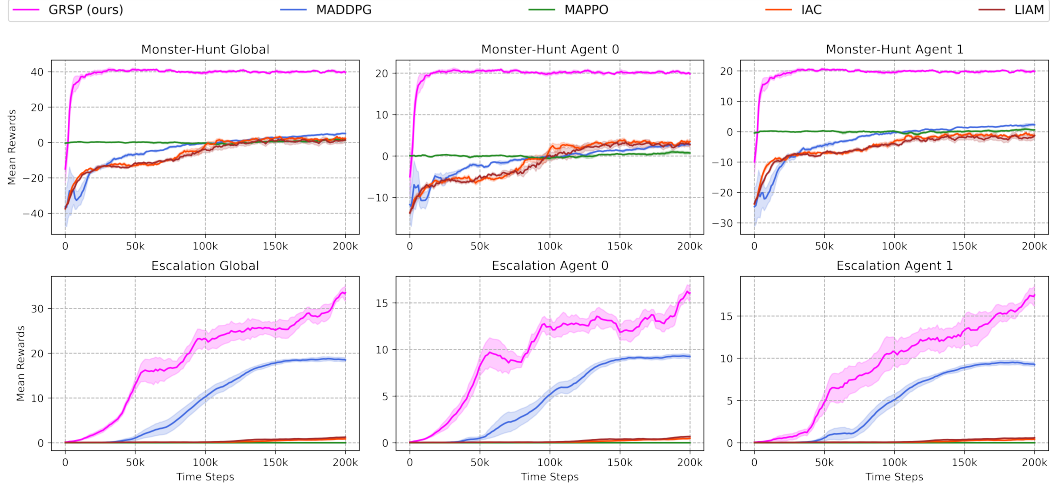 GRSP (ours) MADDPG MAPPO IAC LIAM
Monster-Hunt Global
Mean Rewards
40
20
0
−20
−40
0 50k 100k 150k 200k
Monster-Hunt Agent 0
20
10
0
−10
0 50k 100k 150k 200k
Monster-Hunt Agent 1
20
10
0
−10
−20
−30
0 50k 100k 150k 200k
Escalation Global
Mean Rewards
30
20
10
0
0 50k 100k 150k 200k
Time Steps
Escalation Agent 0
15
10
5
0
0 50k 100k 150k 200k
Time Steps
Escalation Agent 1
15
10
5
0
0 50k 100k 150k 200k
Time Steps